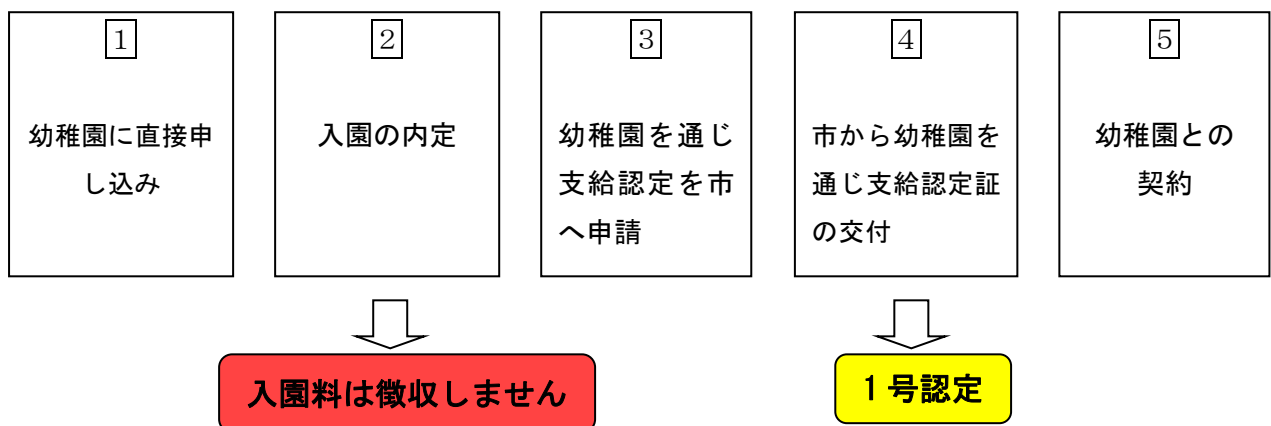 1
幼稚園に直接申
し込み
2
入園の内定
3
幼稚園を通じ
支給認定を市
へ申請
4
市から幼稚園を
通じ支給認定証
の交付
5
幼稚園との
契約
入園料は徴収しません
1号認定